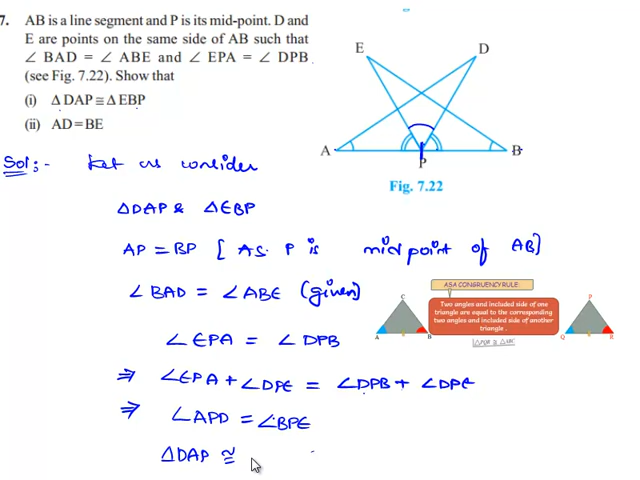 7. AB is a line segment and P is its mid-point. D and
E are points on the same side of AB such that
∠ BAD = ∠ ABE and ∠ EPA = ∠ DPB
(see Fig. 7.22). Show that
(i) Δ DAP ≅ Δ EBP
(ii) AD = BE
E
D
A
P
B
Fig. 7.22
Sol:-
Let us consider
ΔDAP & ΔEBP
AP = BP [As P is mid point of AB]
∠BAD = ∠ABE (given)
∠EPA = ∠DPB
⇒ ∠EPA + ∠DPE = ∠DPB + ∠DPE
⇒ ∠APD = ∠BPE
ΔDAP ≅
ASA CONGRUENCY RULE
Two angles and included side of one
triangle are equal to the corresponding
two angles and included side of another
triangle .
C
A
B
P
Q
R